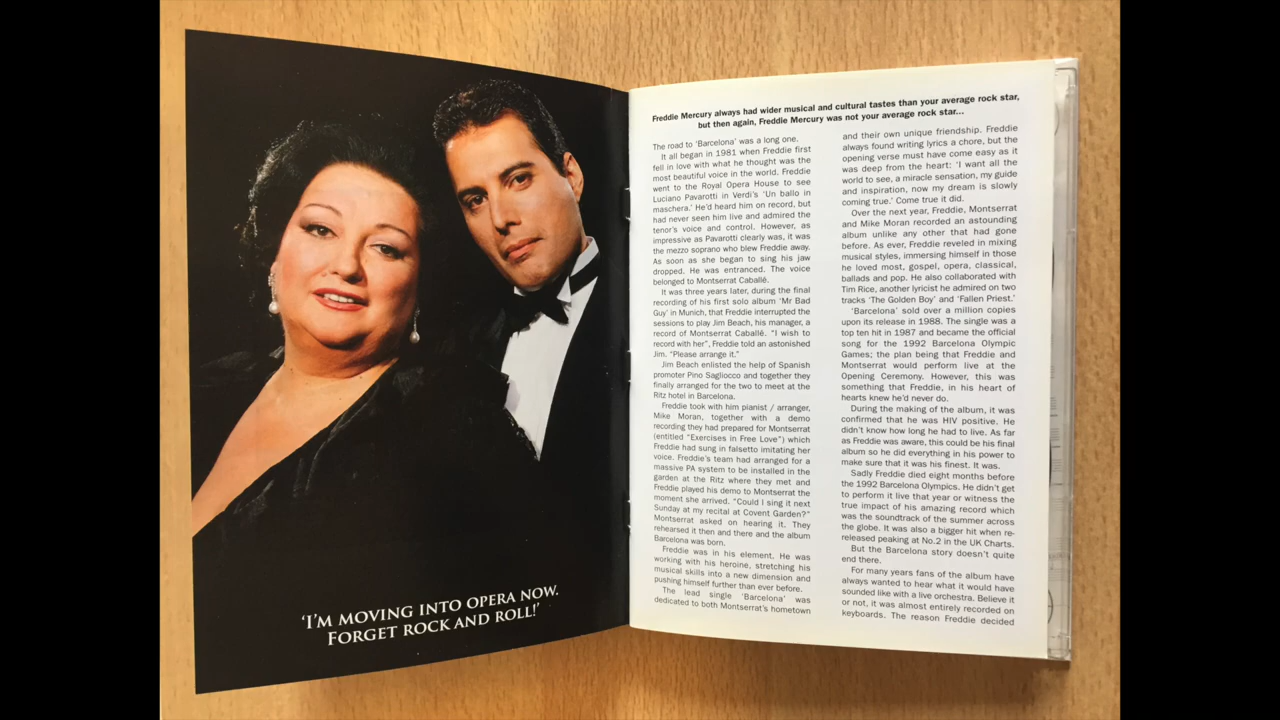 ‘I’M MOVING INTO OPERA NOW.
FORGET ROCK AND ROLL!’
Freddie Mercury always had wider musical and cultural tastes than your average rock star,
but then again, Freddie Mercury was not your average rock star...
The road to ‘Barcelona’ was a long one.
It all began in 1981 when Freddie first
fell in love with what he thought was the
most beautiful voice in the world. Freddie
went to the Royal Opera House to see
Luciano Pavarotti in Verdi’s ‘Un ballo in
maschera.’ He’d heard him on record, but
had never seen him live and admired the
tenor’s voice and control. However, as
impressive as Pavarotti clearly was, it was
the mezzo soprano who blew Freddie away.
As soon as she began to sing his jaw
dropped. He was entranced. The voice
belonged to Montserrat Caballé.
It was three years later, during the final
recording of his first solo album ‘Mr Bad
Guy’ in Munich, that Freddie interrupted the
sessions to play Jim Beach, his manager, a
record of Montserrat Caballé. “I wish to
record with her”, Freddie told an astonished
Jim. “Please arrange it.”
Jim Beach enlisted the help of Spanish
promoter Pino Sagliocco and together they
finally arranged for the two to meet at the
Ritz hotel in Barcelona.
Freddie took with him pianist / arranger,
Mike Moran, together with a demo
recording they had prepared for Montserrat
(entitled “Exercises in Free Love”) which
Freddie had sung in falsetto imitating her
voice. Freddie’s team had arranged for a
massive PA system to be installed in the
garden at the Ritz where they met and
Freddie played his demo to Montserrat the
moment she arrived. “Could I sing it next
Sunday at my recital at Covent Garden?”
Montserrat asked on hearing it. They
rehearsed it then and there and the album
Barcelona was born.
Freddie was in his element. He was
working with his heroine, stretching his
musical skills into a new dimension and
pushing himself further than ever before.
The lead single ‘Barcelona’ was
dedicated to both Montserrat’s hometown
and their own unique friendship. Freddie
always found writing lyrics a chore, but the
opening verse must have come easy as it
was deep from the heart: ‘I want all the
world to see, a miracle sensation, my guide
and inspiration, now my dream is slowly
coming true.’ Come true it did.
Over the next year, Freddie, Montserrat
and Mike Moran recorded an astounding
album unlike any other that had gone
before. As ever, Freddie reveled in mixing
musical styles, immersing himself in those
he loved most, gospel, opera, classical,
ballads and pop. He also collaborated with
Tim Rice, another lyricist he admired on two
tracks ‘The Golden Boy’ and ‘Fallen Priest.’
‘Barcelona’ sold over a million copies
upon its release in 1988. The single was a
top ten hit in 1987 and became the official
song for the 1992 Barcelona Olympic
Games; the plan being that Freddie and
Montserrat would perform live at the
Opening Ceremony. However, this was
something that Freddie, in his heart of
hearts knew he’d never do.
During the making of the album, it was
confirmed that he was HIV positive. He
didn’t know how long he had to live. As far
as Freddie was aware, this could be his final
album so he did everything in his power to
make sure that it was his finest. It was.
Sadly Freddie died eight months before
the 1992 Barcelona Olympics. He didn’t get
to perform it live that year or witness the
true impact of his amazing record which
was the soundtrack of the summer across
the globe. It was also a bigger hit when re-
released peaking at No.2 in the UK Charts.
But the Barcelona story doesn’t quite
end there.
For many years fans of the album have
always wanted to hear what it would have
sounded like with a live orchestra. Believe it
or not, it was almost entirely recorded on
keyboards. The reason Freddie decided